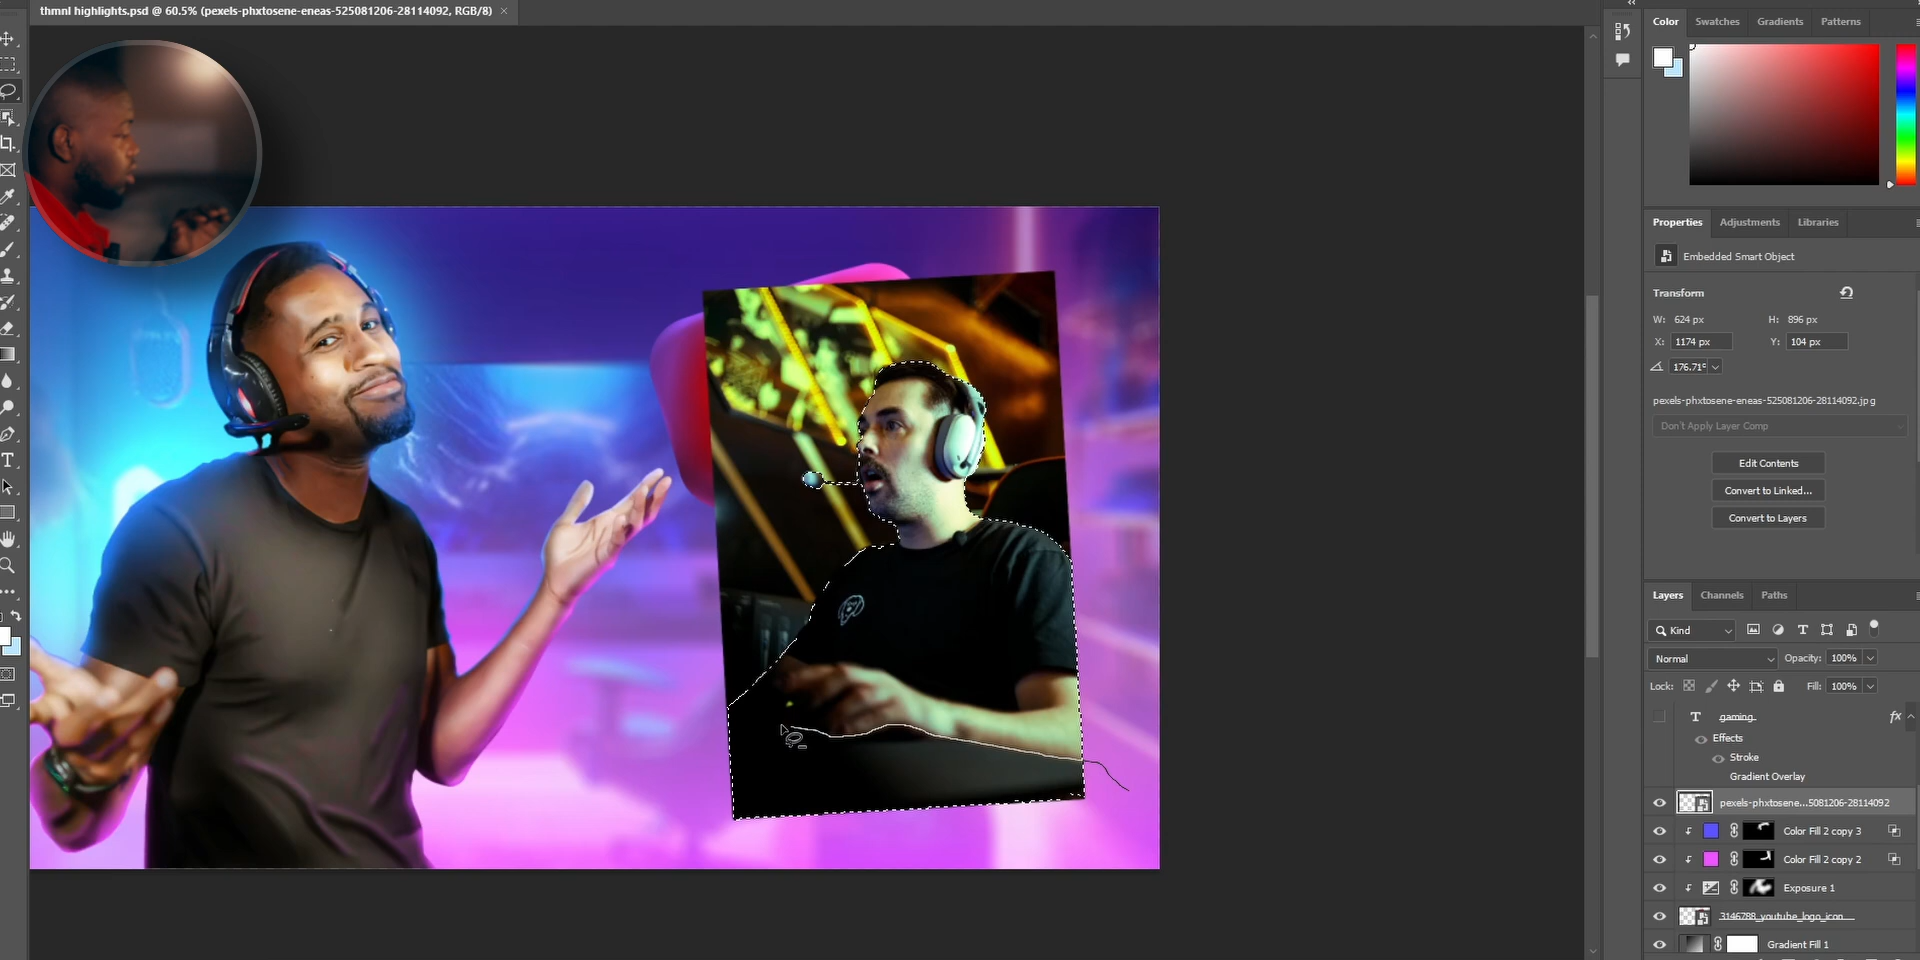 thmnl highlights.psd @ 60.5% (pexels-phxtosene-eneas-525081206-28114092, RGB/8) ×
Color Swatches Gradients Patterns
Properties Adjustments Libraries
Embedded Smart Object
Transform
W: 624 px H: 896 px
X: 1174 px Y: 104 px
176.71°
pexels-phxtosene-eneas-525081206-28114092.jpg
Don't Apply Layer Comp
Edit Contents
Convert to Linked...
Convert to Layers
Layers Channels Paths
Kind
Normal Opacity: 100%
Lock: Fill: 100%
T gaming fx
Effects
Stroke
Gradient Overlay
pexels-phxtosene...5081206-28114092
Color Fill 2 copy 3
Color Fill 2 copy 2
Exposure 1
3146788_youtube_logo_icon
Gradient Fill 1